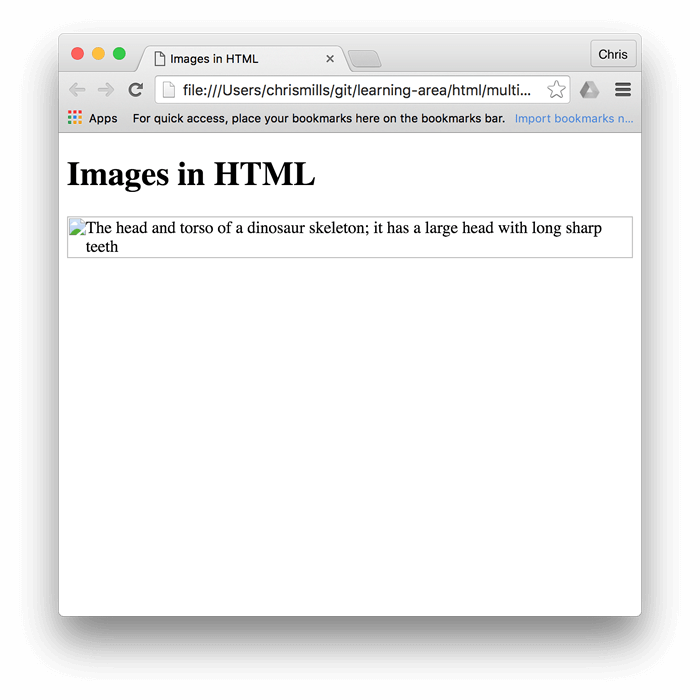 Images in HTML
Chris
file:///Users/chrismills/git/learning-area/html/multi...
Apps For quick access, place your bookmarks here on the bookmarks bar. Import bookmarks n...
Images in HTML
The head and torso of a dinosaur skeleton; it has a large head with long sharp
teeth